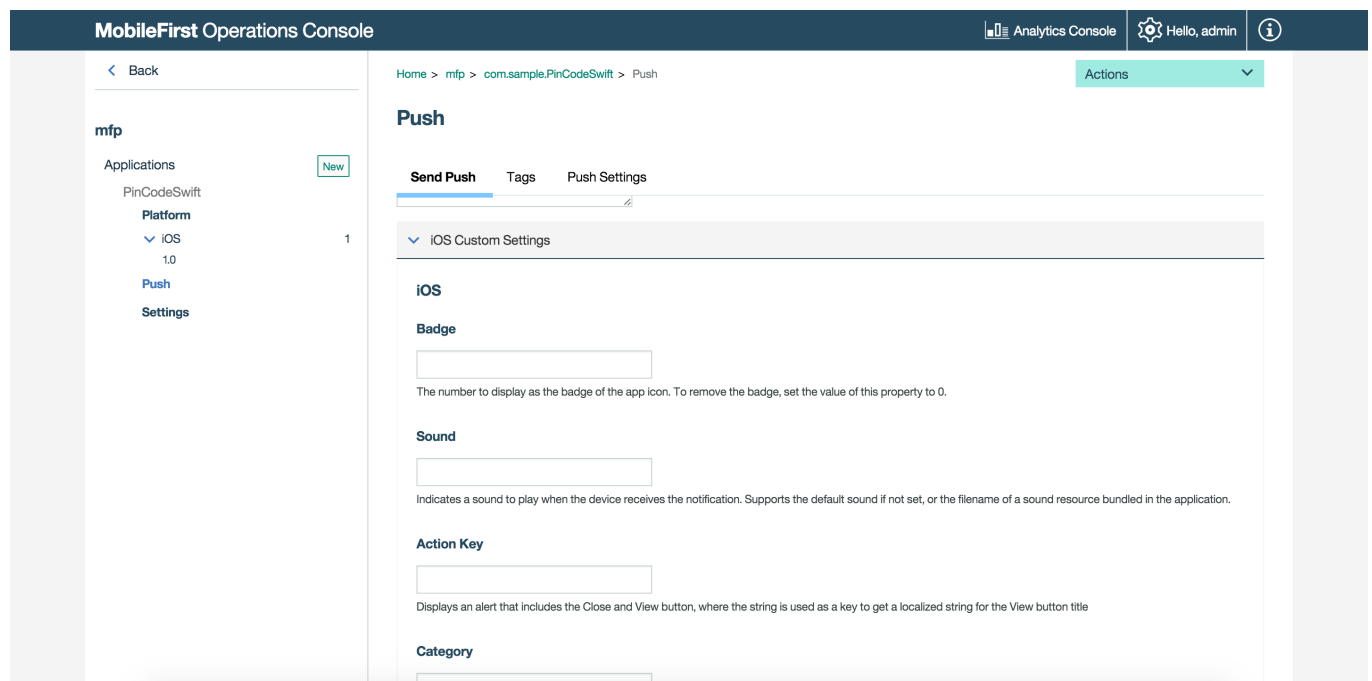 MobileFirst Operations Console
Analytics Console
Hello, admin
Back
mfp
Applications
New
PinCodeSwift
Platform
iOS
1
1.0
Push
Settings
Home > mfp > com.sample.PinCodeSwift > Push
Actions
Push
Send Push
Tags
Push Settings
iOS Custom Settings
iOS
Badge
The number to display as the badge of the app icon. To remove the badge, set the value of this property to 0.
Sound
Indicates a sound to play when the device receives the notification. Supports the default sound if not set, or the filename of a sound resource bundled in the application.
Action Key
Displays an alert that includes the Close and View button, where the string is used as a key to get a localized string for the View button title
Category